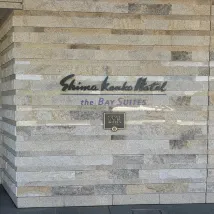 Shima Kanko Hotel
the BAY SUITES